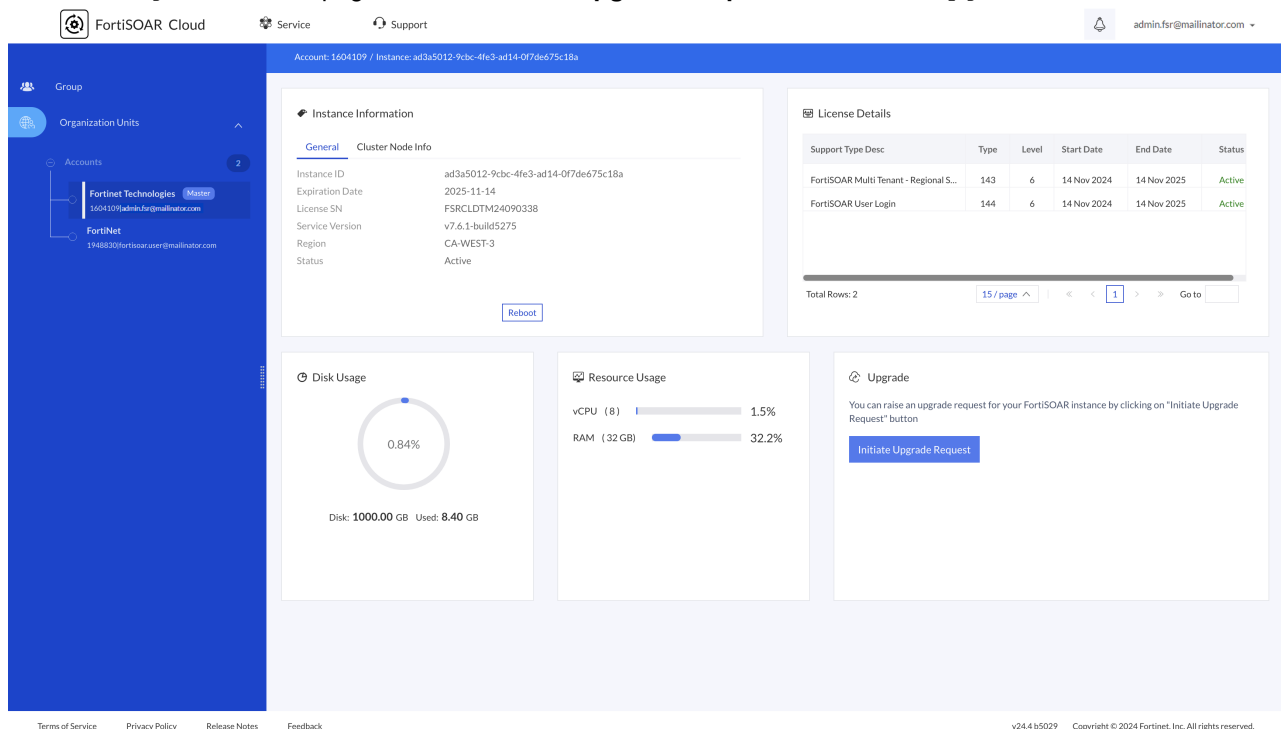 FortiSOAR Cloud
Service
Support
admin.fsr@mailinator.com
Account: 1604109 / Instance: ad3a5012-9cbc-4fe3-ad14-0f7de675c18a
Group
Organization Units
Accounts
2
Fortinet Technologies Master
1604109|admin.fsr@mailinator.com
FortiNet
1948830|fortisoar.user@mailinator.com
Instance Information
General Cluster Node Info
Instance ID ad3a5012-9cbc-4fe3-ad14-0f7de675c18a
Expiration Date 2025-11-14
License SN FSRCLDTM24090338
Service Version v7.6.1-build5275
Region CA-WEST-3
Status Active
Reboot
License Details
Support Type Desc Type Level Start Date End Date Status
FortiSOAR Multi Tenant - Regional S... 143 6 14 Nov 2024 14 Nov 2025 Active
FortiSOAR User Login 144 6 14 Nov 2024 14 Nov 2025 Active
Total Rows: 2 15 / page « < 1 > » Go to
Disk Usage
0.84%
Disk: 1000.00 GB Used: 8.40 GB
Resource Usage
vCPU (8) 1.5%
RAM (32 GB) 32.2%
Upgrade
You can raise an upgrade request for your FortiSOAR instance by clicking on "Initiate Upgrade
Request" button
Initiate Upgrade Request
Terms of Service Privacy Policy Release Notes Feedback v24.4 b5029 Copyright © 2024 Fortinet, Inc. All rights reserved.